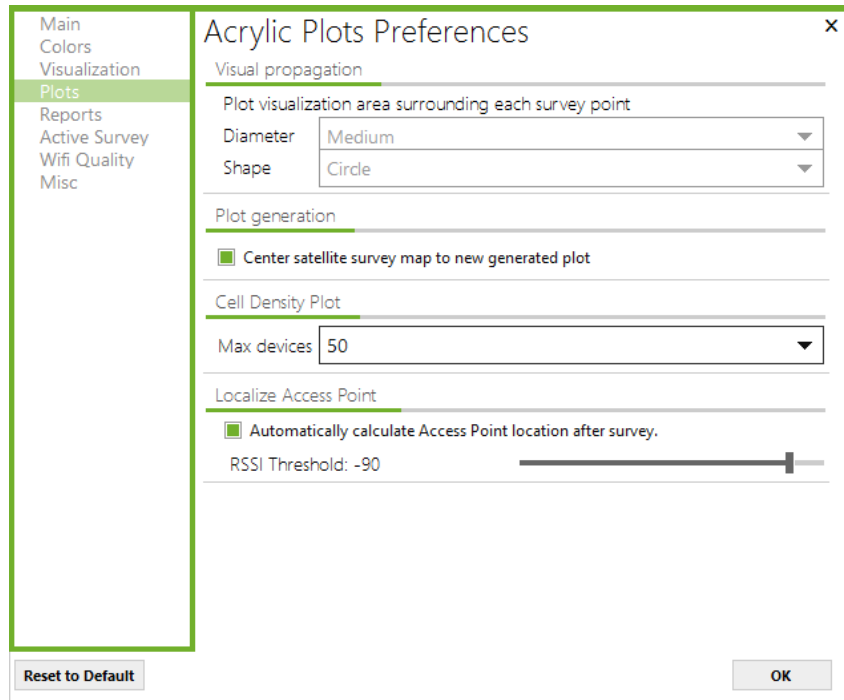 Main
Colors
Visualization
Plots
Reports
Active Survey
Wifi Quality
Misc
Acrylic Plots Preferences
Visual propagation
Plot visualization area surrounding each survey point
Diameter Medium
Shape Circle
Plot generation
Center satellite survey map to new generated plot
Cell Density Plot
Max devices 50
Localize Access Point
Automatically calculate Access Point location after survey.
RSSI Threshold: -90
Reset to Default
OK